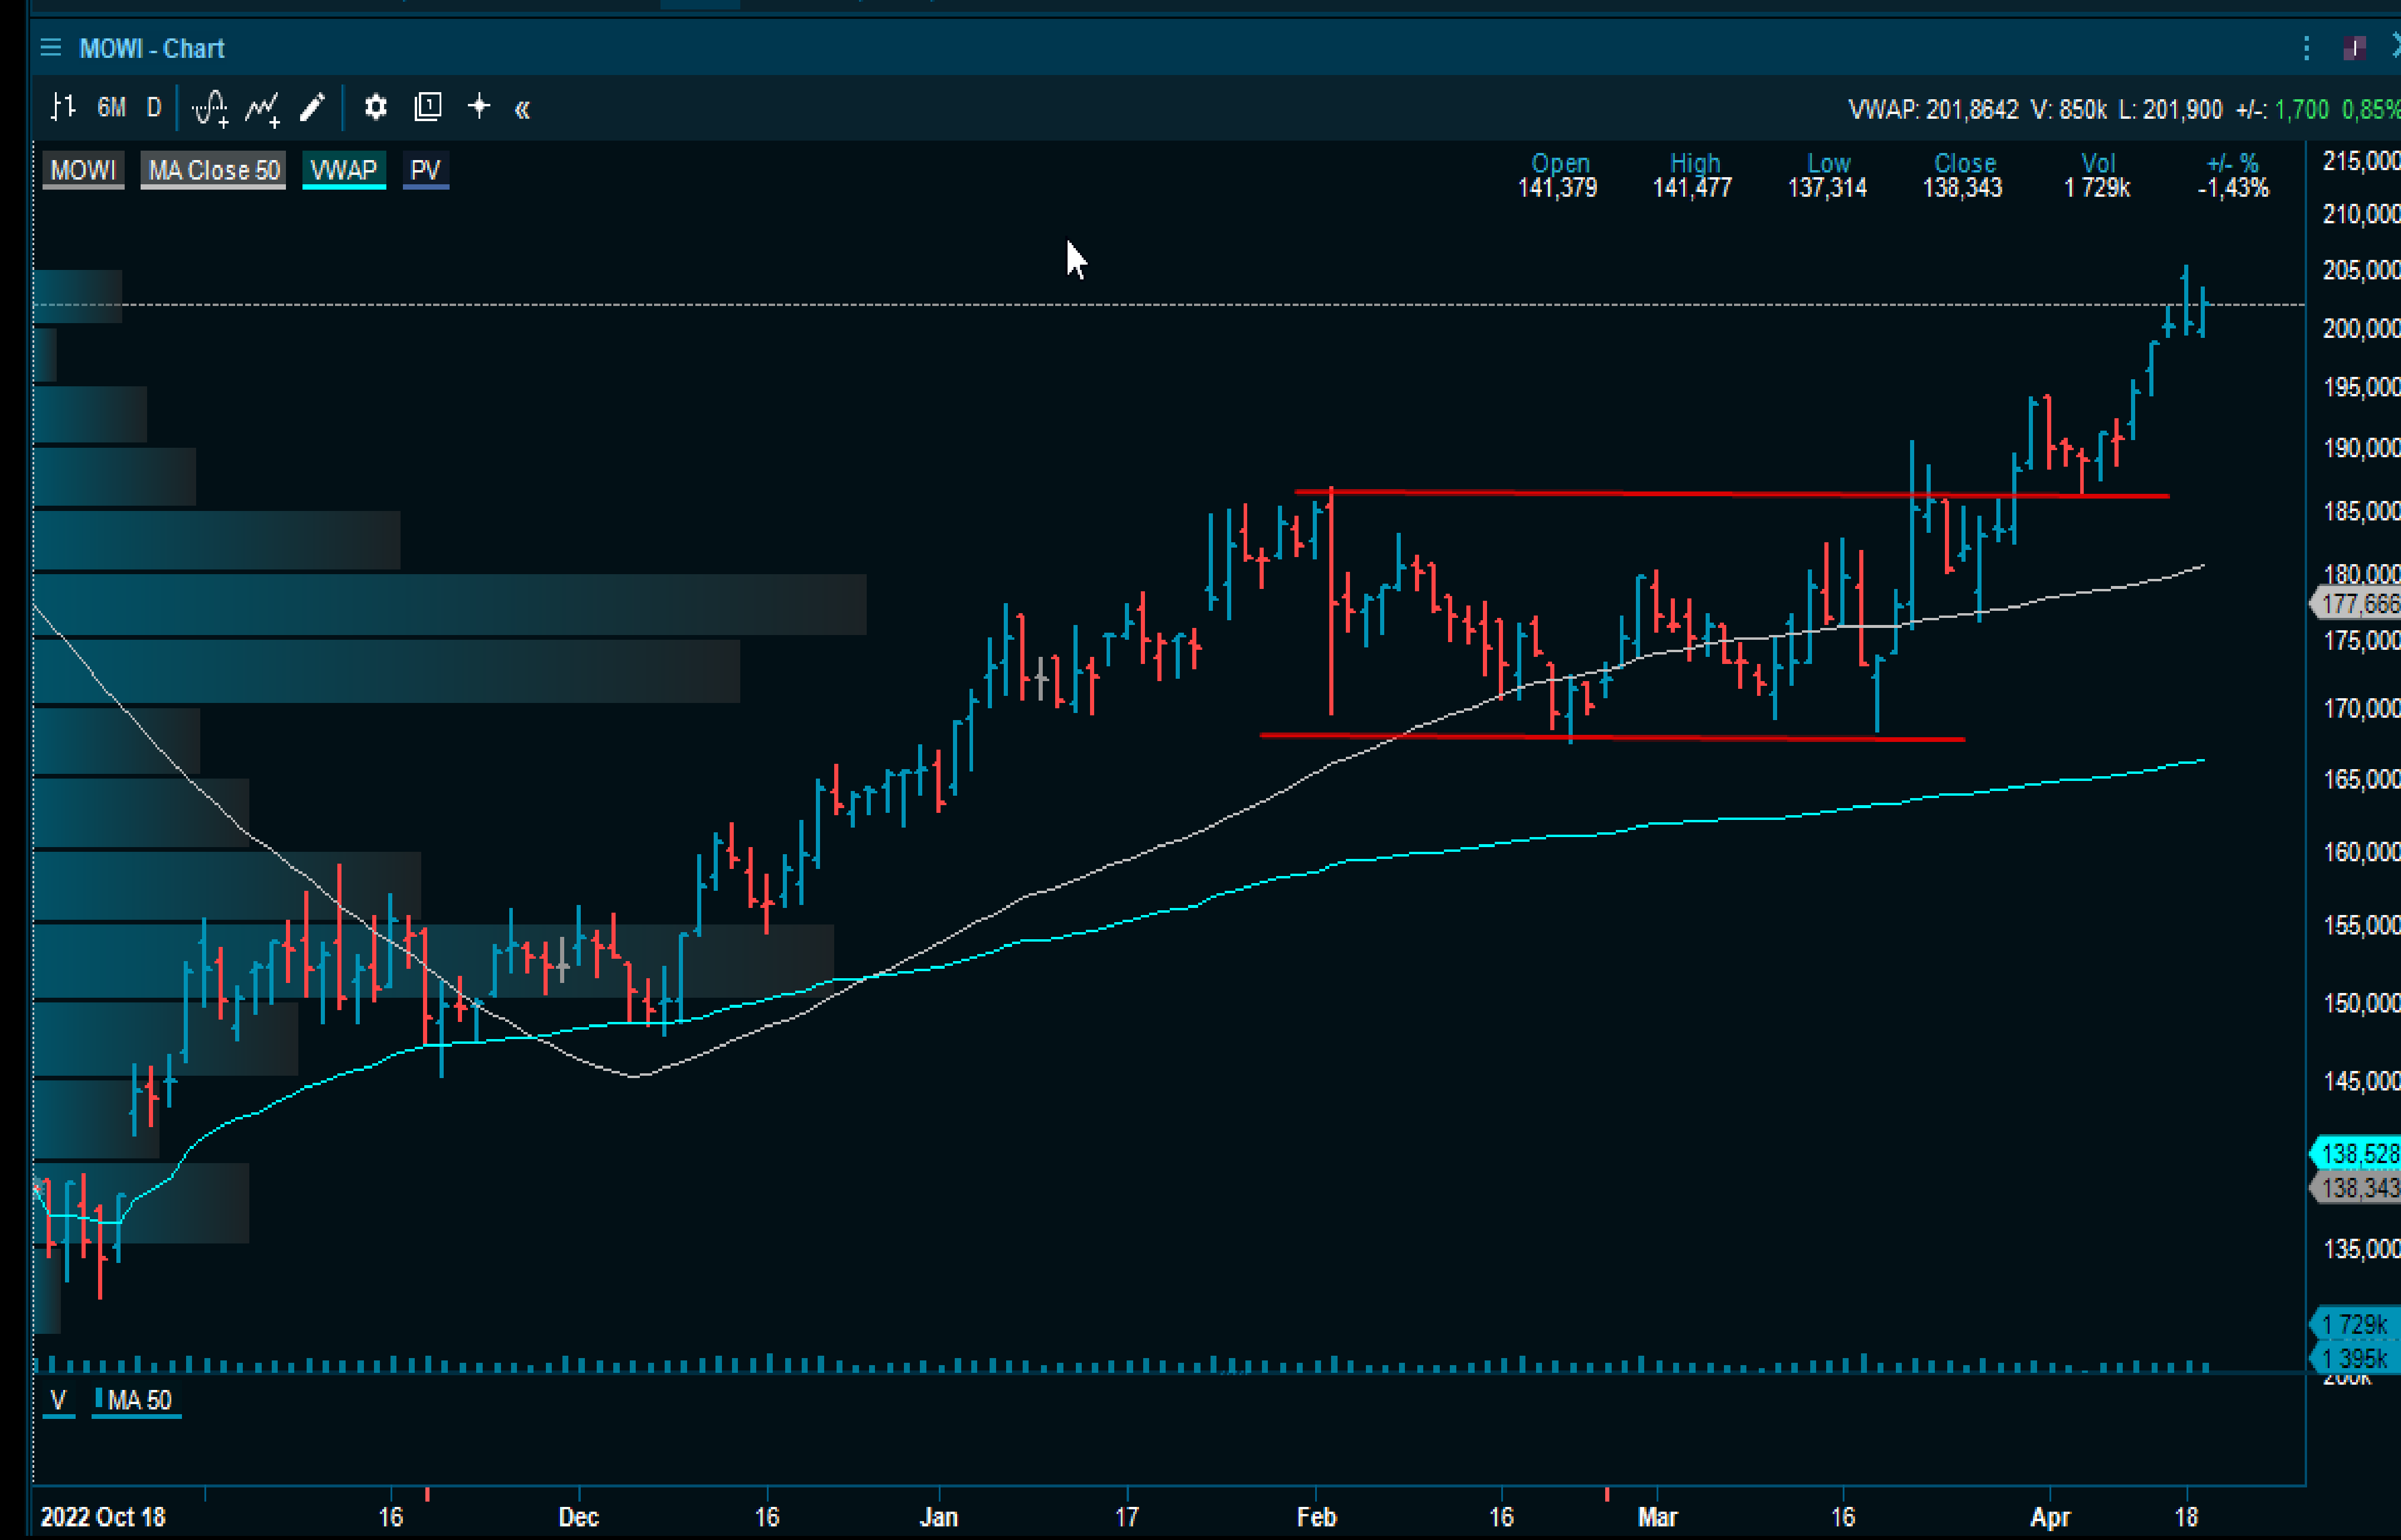 MOWI - Chart
6M D 1 « VWAP: 201,8642 V: 850k L: 201,900 +/-: 1,700 0,85%
MOWI MA Close 50 VWAP PV
Open High Low Close Vol +/- %
141,379 141,477 137,314 138,343 1 729k -1,43%
215,000
210,000
205,000
200,000
195,000
190,000
185,000
180,000
177,666
175,000
170,000
165,000
160,000
155,000
150,000
145,000
138,528
138,343
135,000
1 729k
1 395k
200k
V MA 50
2022 Oct 18 16 Dec 16 Jan 17 Feb 16 Mar 16 Apr 18